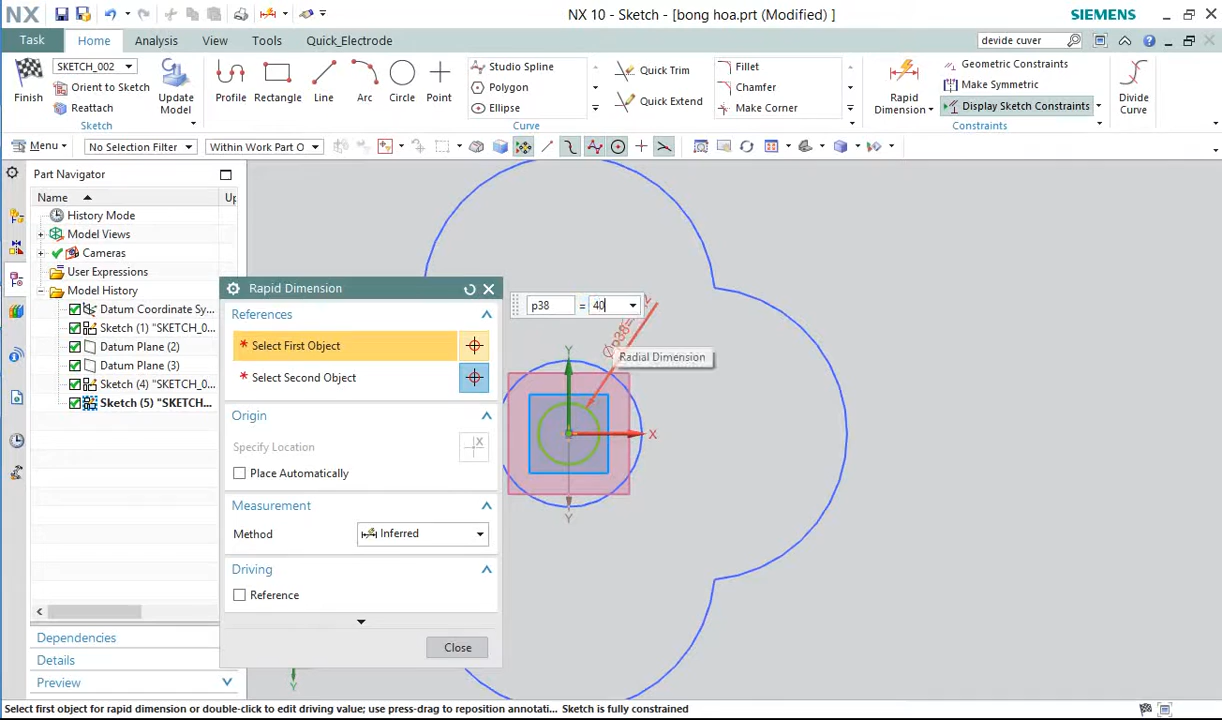 NX
NX 10 - Sketch - [bong hoa.prt (Modified) ]
SIEMENS
Task
Home
Analysis
View
Tools
Quick_Electrode
devide cuver
SKETCH_002
Orient to Sketch
Reattach
Finish
Update Model
Sketch
Profile
Rectangle
Line
Arc
Circle
Point
Studio Spline
Polygon
Ellipse
Quick Trim
Quick Extend
Fillet
Chamfer
Make Corner
Curve
Rapid Dimension
Geometric Constraints
Make Symmetric
Display Sketch Constraints
Constraints
Divide Curve
Menu
No Selection Filter
Within Work Part O
Part Navigator
Name
Up
History Mode
Model Views
Cameras
User Expressions
Model History
Datum Coordinate Sy...
Sketch (1) "SKETCH_0...
Datum Plane (2)
Datum Plane (3)
Sketch (4) "SKETCH_0...
Sketch (5) "SKETC...
Dependencies
Details
Preview
Rapid Dimension
References
* Select First Object
* Select Second Object
Origin
Specify Location
Place Automatically
Measurement
Method
Inferred
Driving
Reference
Close
p38 = 40
Radial Dimension
Y
X
Y
Y
Select first object for rapid dimension or double-click to edit driving value; use press-drag to reposition annotati... Sketch is fully constrained